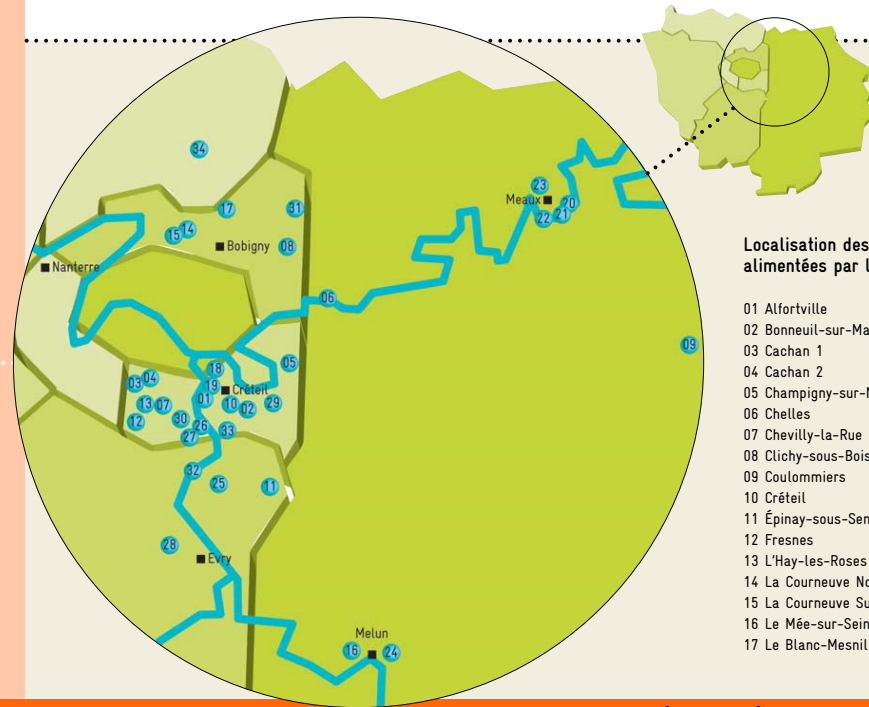 34
23
Meaux
20
17
31
22
21
15
14
Bobigny
08
Nanterre
06
09
18
05
03
04
19
Créteil
01
13
07
10
02
29
12
30
26
27
33
32
25
11
28
Evry
Melun
16
24
Localisation des
alimentées par l
01 Alfortville
02 Bonneuil-sur-Ma
03 Cachan 1
04 Cachan 2
05 Champigny-sur-M
06 Chelles
07 Chevilly-la-Rue
08 Clichy-sous-Bois
09 Coulommiers
10 Créteil
11 Épinay-sous-Sen
12 Fresnes
13 L'Hay-les-Roses
14 La Courneuve No
15 La Courneuve Su
16 Le Mée-sur-Sein
17 Le Blanc-Mesnil